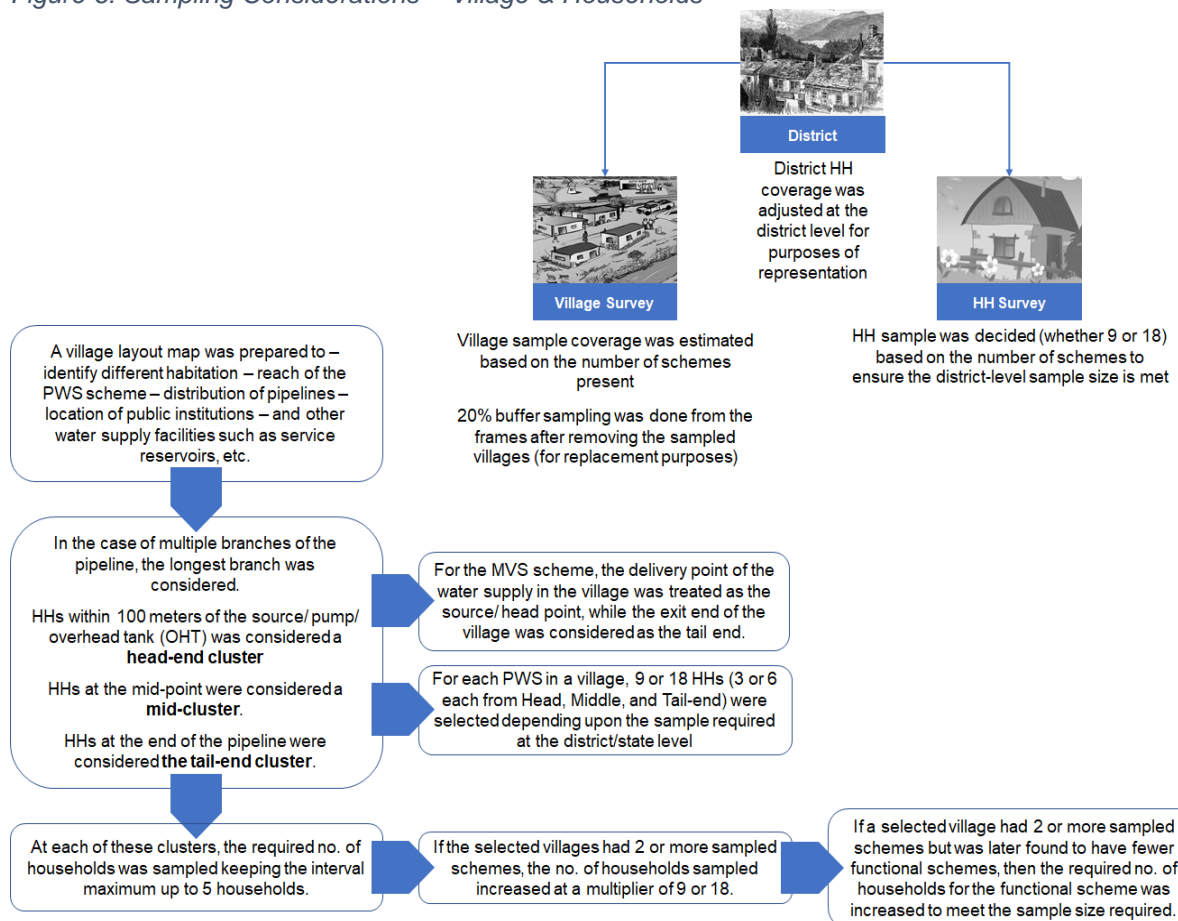 Figure 3: Sampling Considerations – Village & Households
District
District HH
coverage was
adjusted at the
district level for
purposes of
representation
Village Survey
Village sample coverage was estimated
based on the number of schemes
present
20% buffer sampling was done from the
frames after removing the sampled
villages (for replacement purposes)
HH Survey
HH sample was decided (whether 9 or 18)
based on the number of schemes to
ensure the district-level sample size is met
A village layout map was prepared to –
identify different habitation – reach of the
PWS scheme – distribution of pipelines –
location of public institutions – and other
water supply facilities such as service
reservoirs, etc.
In the case of multiple branches of the
pipeline, the longest branch was
considered.
HHs within 100 meters of the source/ pump/
overhead tank (OHT) was considered a
head-end cluster
HHs at the mid-point were considered a
mid-cluster.
HHs at the end of the pipeline were
considered the tail-end cluster.
For the MVS scheme, the delivery point of the
water supply in the village was treated as the
source/ head point, while the exit end of the
village was considered as the tail end.
For each PWS in a village, 9 or 18 HHs (3 or 6
each from Head, Middle, and Tail-end) were
selected depending upon the sample required
at the district/state level
At each of these clusters, the required no. of
households was sampled keeping the interval
maximum up to 5 households.
If the selected villages had 2 or more sampled
schemes, the no. of households sampled
increased at a multiplier of 9 or 18.
If a selected village had 2 or more sampled
schemes but was later found to have fewer
functional schemes, then the required no. of
households for the functional scheme was
increased to meet the sample size required.